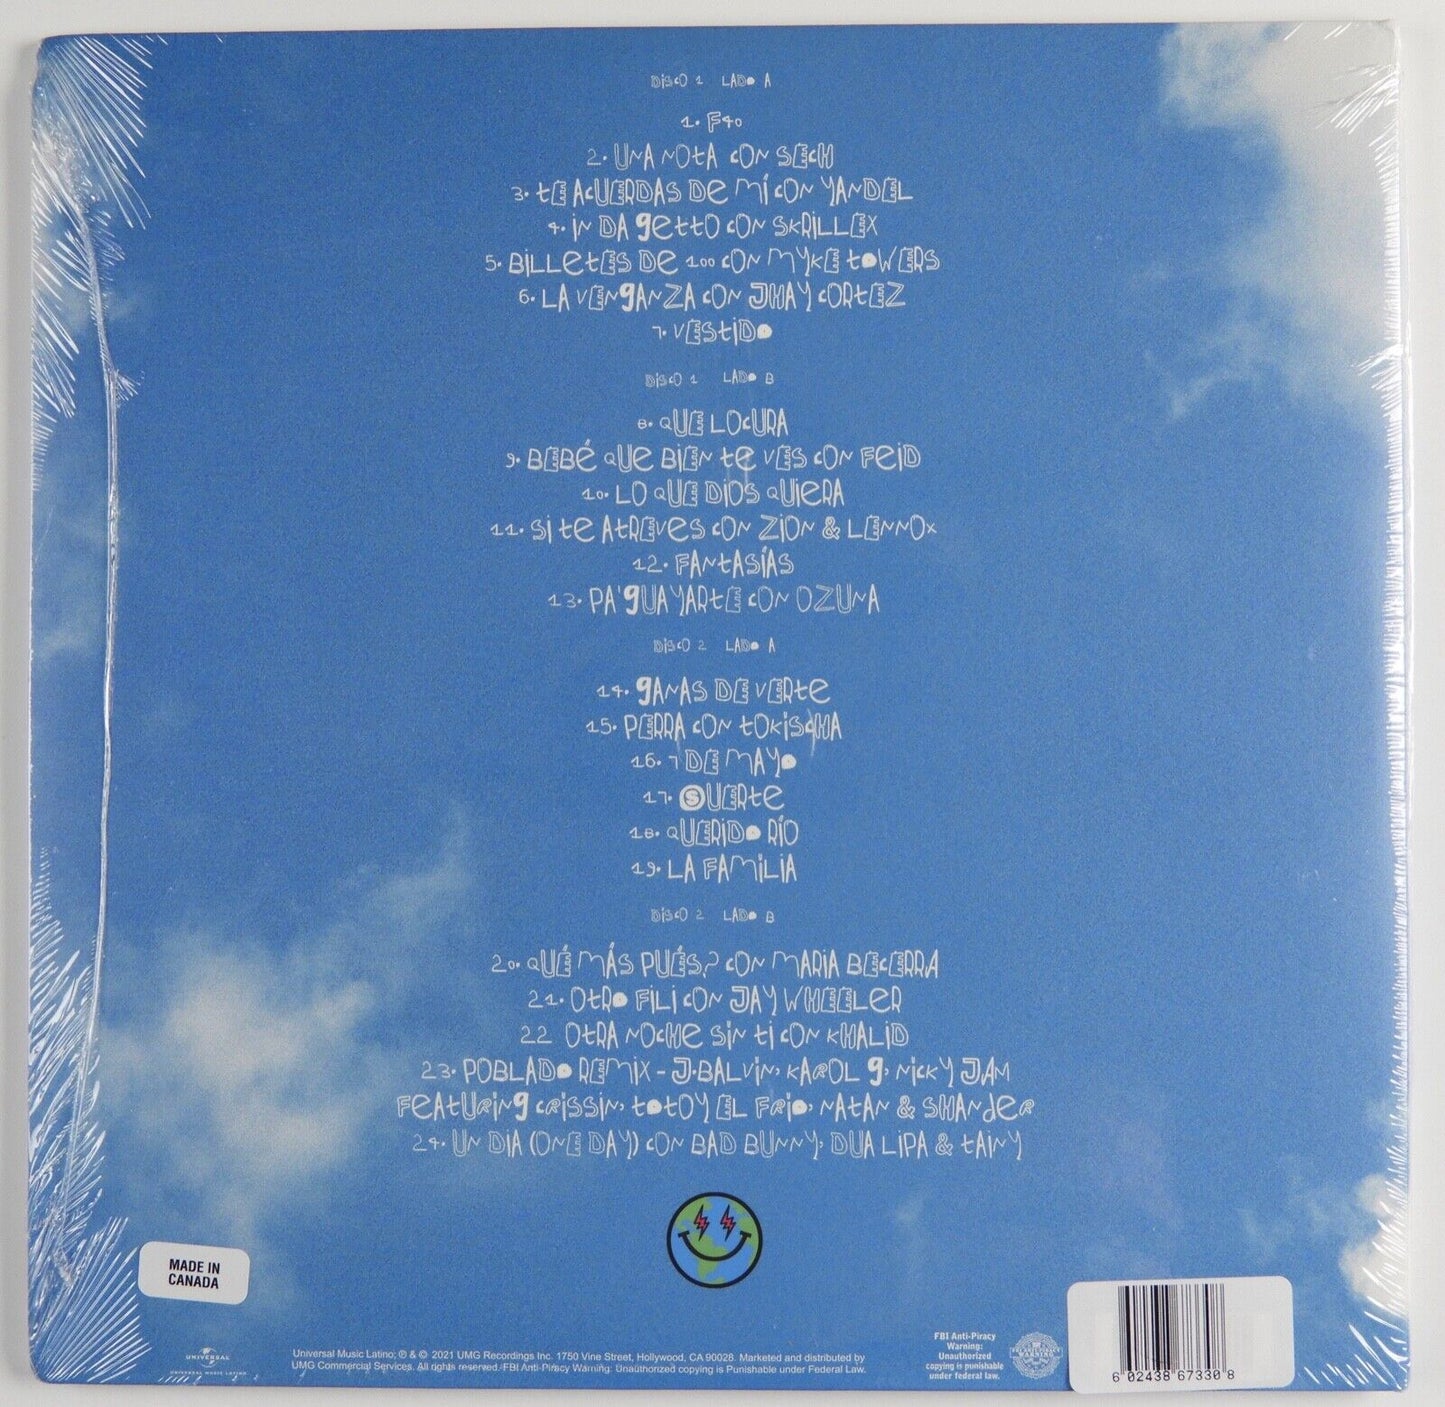 DISCO 1 LADO A
1. F40
2. UNA NOTA CON SECH
3. TE ACUERDAS DE MÍ CON YANDEL
4. IN DA GETTO CON SKRILLEX
5. BILLETES DE 100 CON MYKE TOWERS
6. LA VENGANZA CON JHAY CORTEZ
7. VESTIDO
DISCO 1 LADO B
8. QUE LOCURA
9. BEBÉ QUE BIEN TE VES CON FEID
10. LO QUE DIOS QUIERA
11. SI TE ATREVES CON ZION & LENNOX
12. FANTASÍAS
13. PA'GUAYARTE CON OZUNA
DISCO 2 LADO A
14. GANAS DE VERTE
15. PERRA CON TOKISCHA
16. 7 DE MAYO
17. SUERTE
18. QUERIDO RÍO
19. LA FAMILIA
DISCO 2 LADO B
20. QUÉ MÁS PUÉS? CON MARIA BECERRA
21. OTRO FILI CON JAY WHEELER
22 OTRA NOCHE SIN TI CON KHALID
23. POBLADO REMIX - J.BALVIN, KAROL G, NICKY JAM
FEATURING CRISSIN, TOTOY EL FRIO, NATAN & SHANDER
24. UN DIA (ONE DAY) CON BAD BUNNY, DUA LIPA & TAINY
MADE IN
CANADA
UNIVERSAL
UNIVERSAL MUSIC LATINO
Universal Music Latino; ℗ & © 2021 UMG Recordings Inc. 1750 Vine Street, Hollywood, CA 90028. Marketed and distributed by
UMG Commercial Services. All rights reserved. FBI Anti-Piracy Warning: Unauthorized copying is Punishable under Federal Law.
FBI Anti-Piracy
Warning:
Unauthorized
copying is punishable
under federal law.
6 02438 67330 8